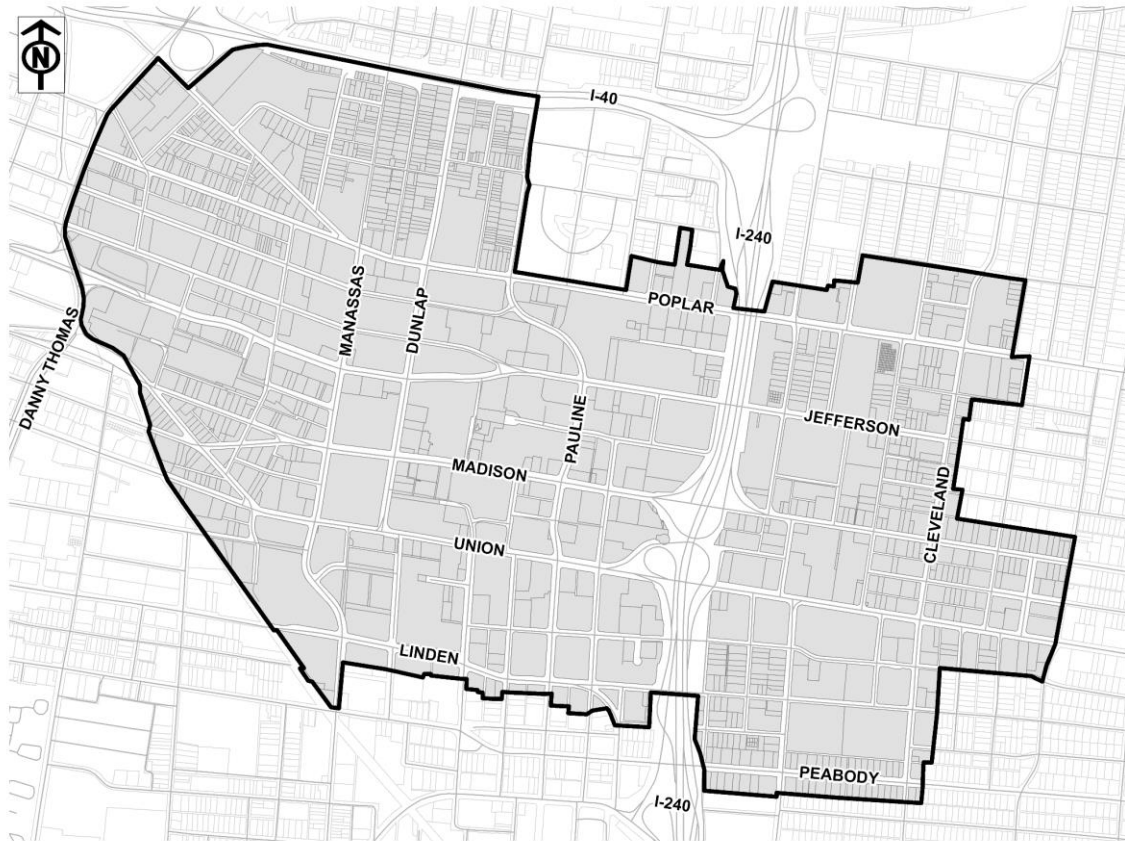 N
I-40
I-240
POPLAR
MANASSAS
DUNLAP
DANNY THOMAS
PAULINE
JEFFERSON
MADISON
CLEVELAND
UNION
LINDEN
PEABODY
I-240